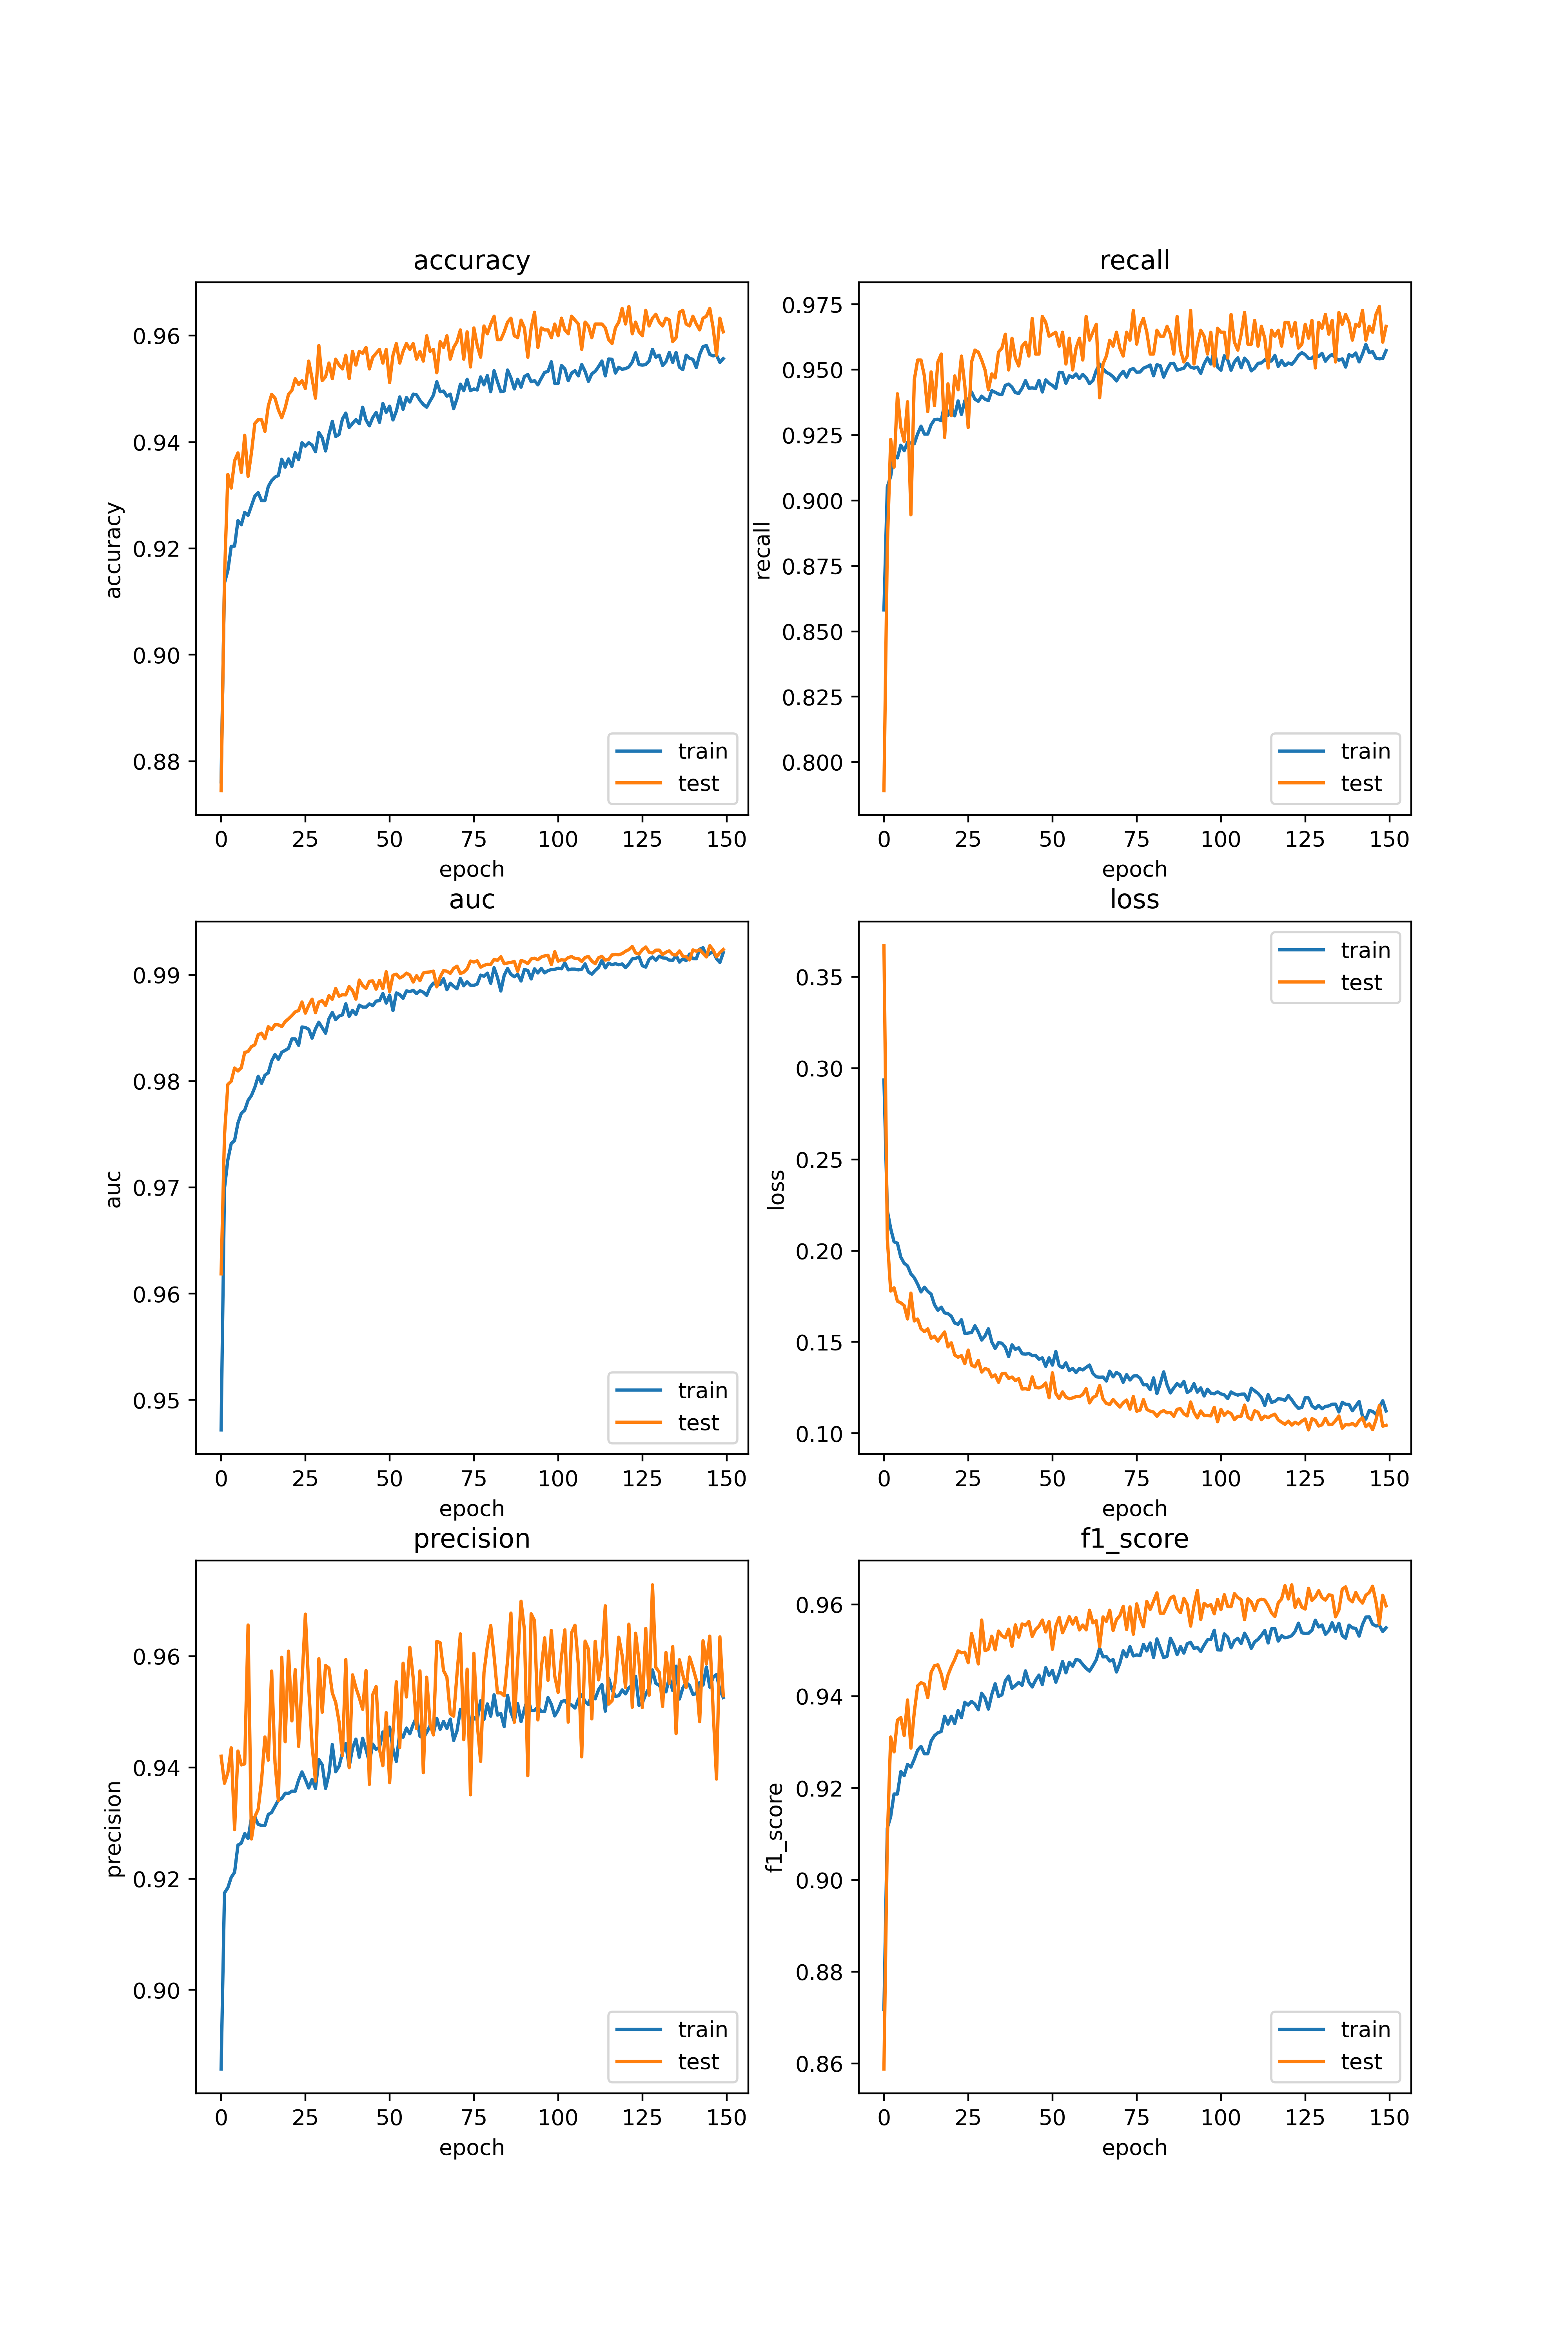 accuracy
accuracy
0.96
0.94
0.92
0.90
0.88
0
25
50
75
100
125
150
epoch
train
test
recall
recall
0.975
0.950
0.925
0.900
0.875
0.850
0.825
0.800
0
25
50
75
100
125
150
epoch
train
test
auc
auc
0.99
0.98
0.97
0.96
0.95
0
25
50
75
100
125
150
epoch
train
test
loss
loss
0.35
0.30
0.25
0.20
0.15
0.10
0
25
50
75
100
125
150
epoch
train
test
precision
precision
0.96
0.94
0.92
0.90
0
25
50
75
100
125
150
epoch
train
test
f1_score
f1_score
0.96
0.94
0.92
0.90
0.88
0.86
0
25
50
75
100
125
150
epoch
train
test